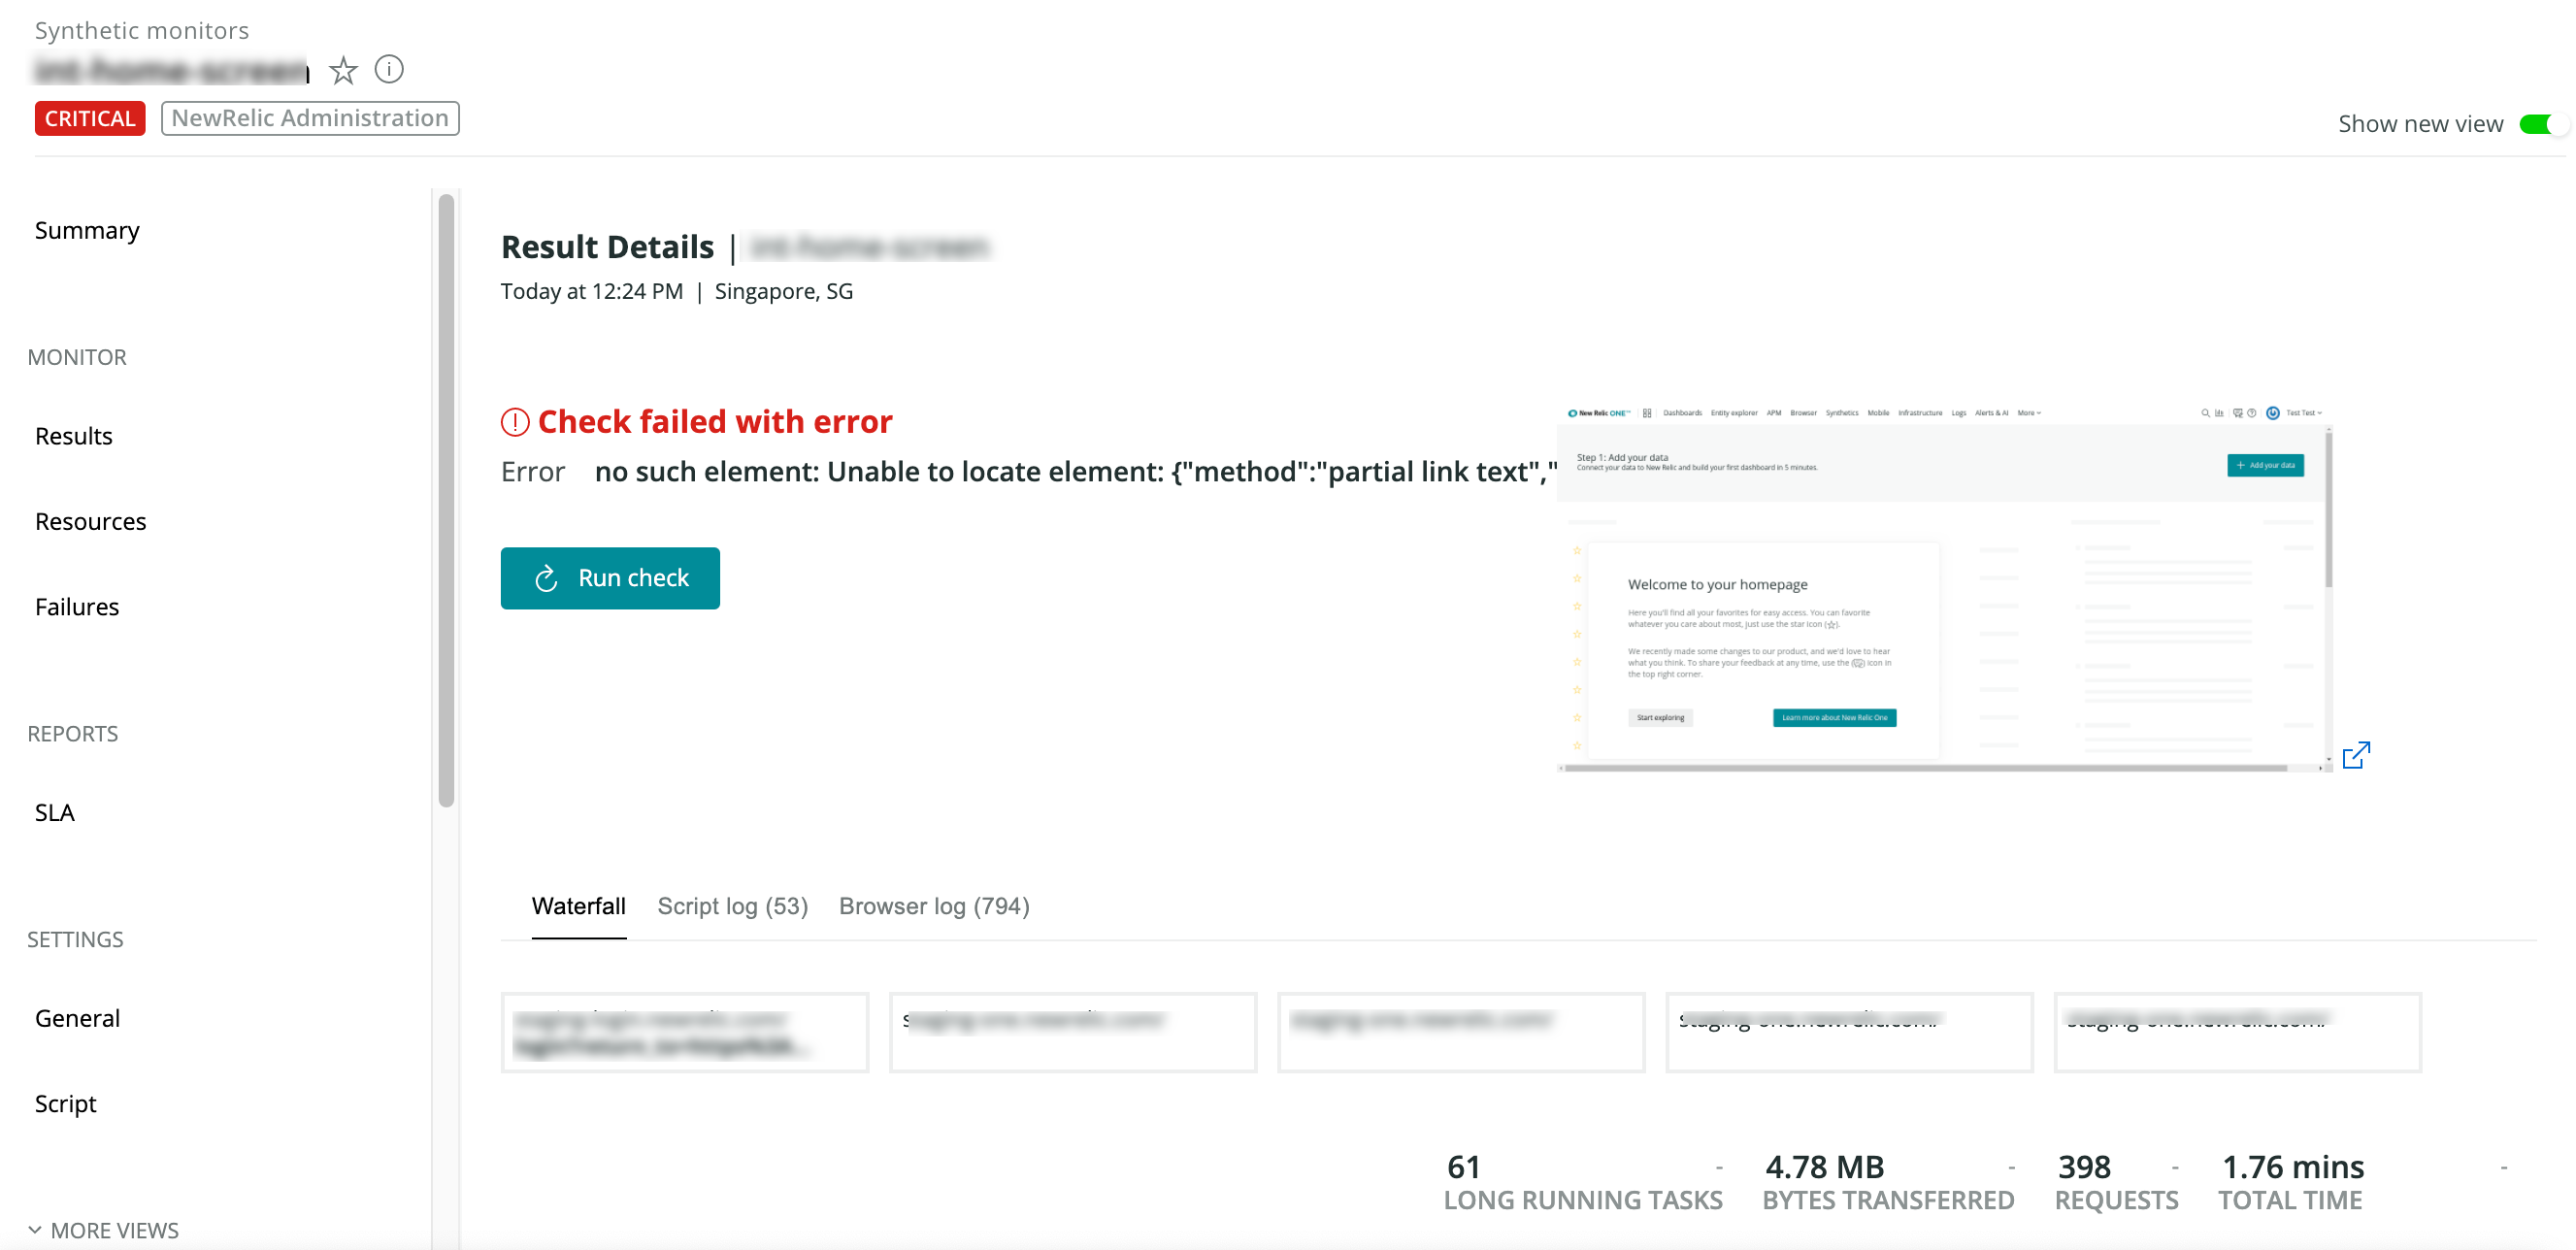 Synthetic monitors
CRITICAL NewRelic Administration
Show new view
Summary
MONITOR
Results
Resources
Failures
REPORTS
SLA
SETTINGS
General
Script
MORE VIEWS
Result Details |
Today at 12:24 PM | Singapore, SG
Check failed with error
Error no such element: Unable to locate element: {"method":"partial link text","
Run check
New Relic ONE™ Dashboards Entity explorer APM Browser Synthetics Mobile Infrastructure Logs Alerts & AI More Test Test
Step 1: Add your data
Connect your data to New Relic and build your first dashboard in 5 minutes.
Add your data
Welcome to your homepage
Here you'll find all your favorites for easy access. You can favorite
whatever you care about most, just use the star icon (☆).
We recently made some changes to our product, and we'd love to hear
what you think. To share your feedback at any time, use the ( ) icon in
the top right corner.
Start exploring
Learn more about New Relic One
Waterfall Script log (53) Browser log (794)
61 - 4.78 MB - 398 - 1.76 mins -
LONG RUNNING TASKS BYTES TRANSFERRED REQUESTS TOTAL TIME